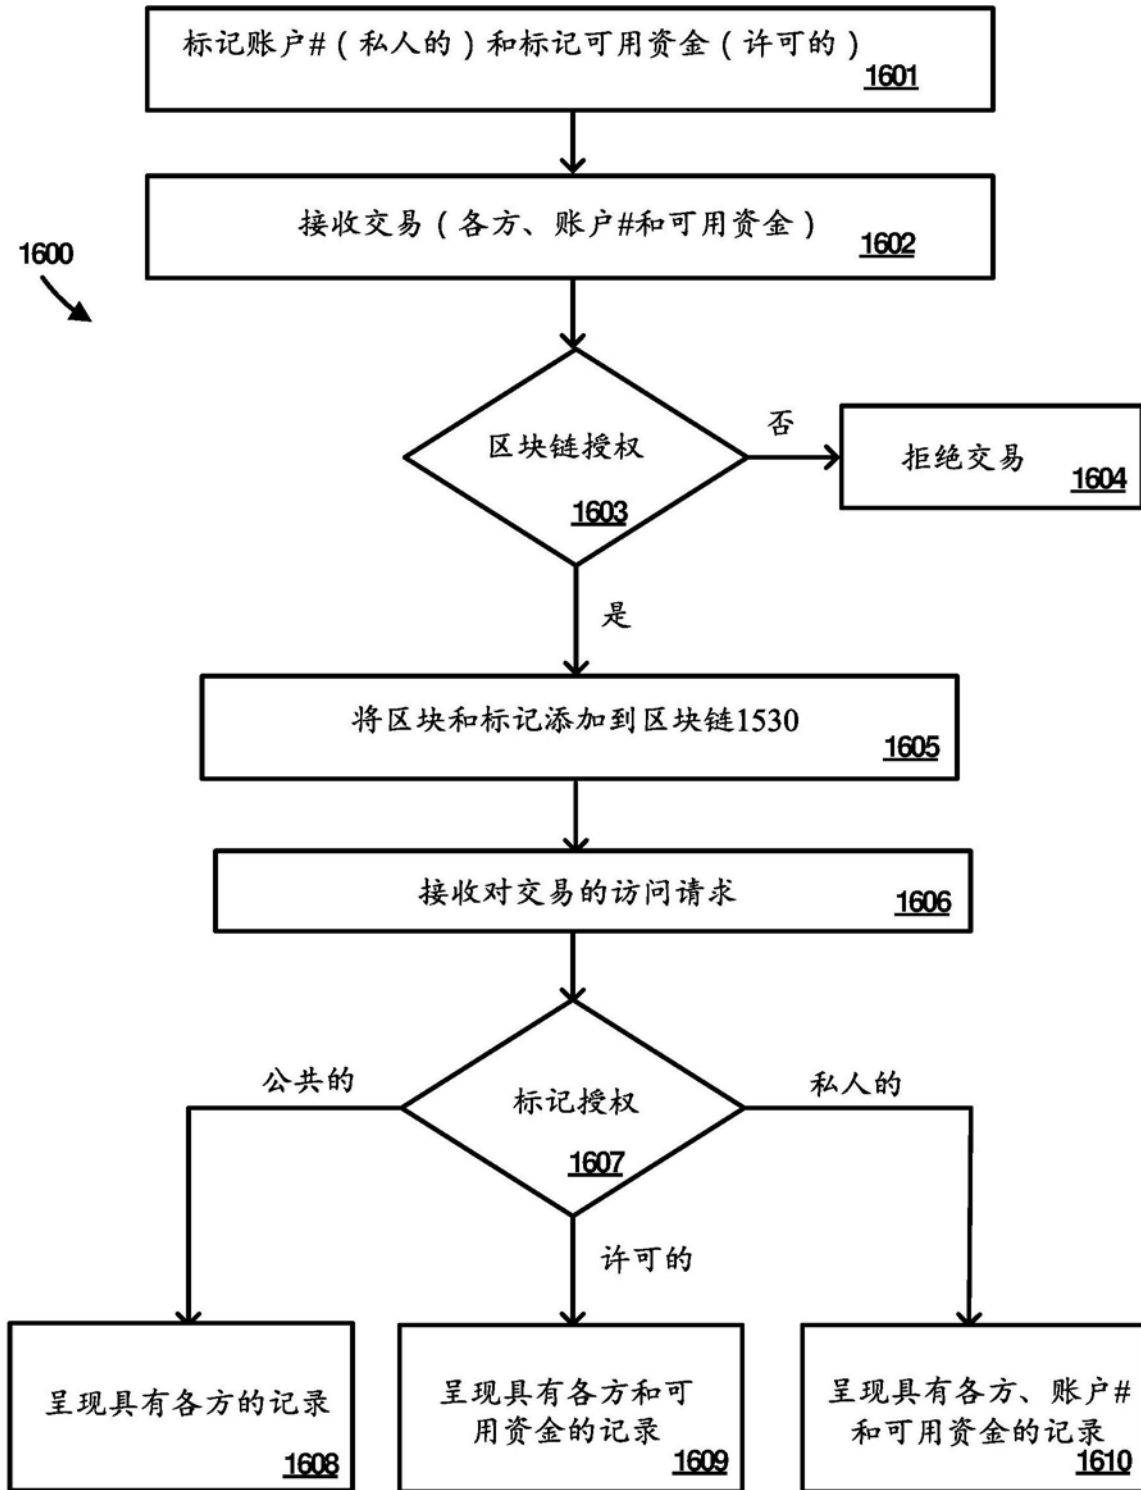 标记账户#（私人的）和标记可用资金（许可的）
1601
接收交易（各方、账户#和可用资金）
1602
1600
区块链授权
1603
否
拒绝交易
1604
是
将区块和标记添加到区块链1530
1605
接收对交易的访问请求
1606
公共的
标记授权
1607
私人的
许可的
呈现具有各方的记录
1608
呈现具有各方和可
用资金的记录
1609
呈现具有各方、账户#
和可用资金的记录
1610